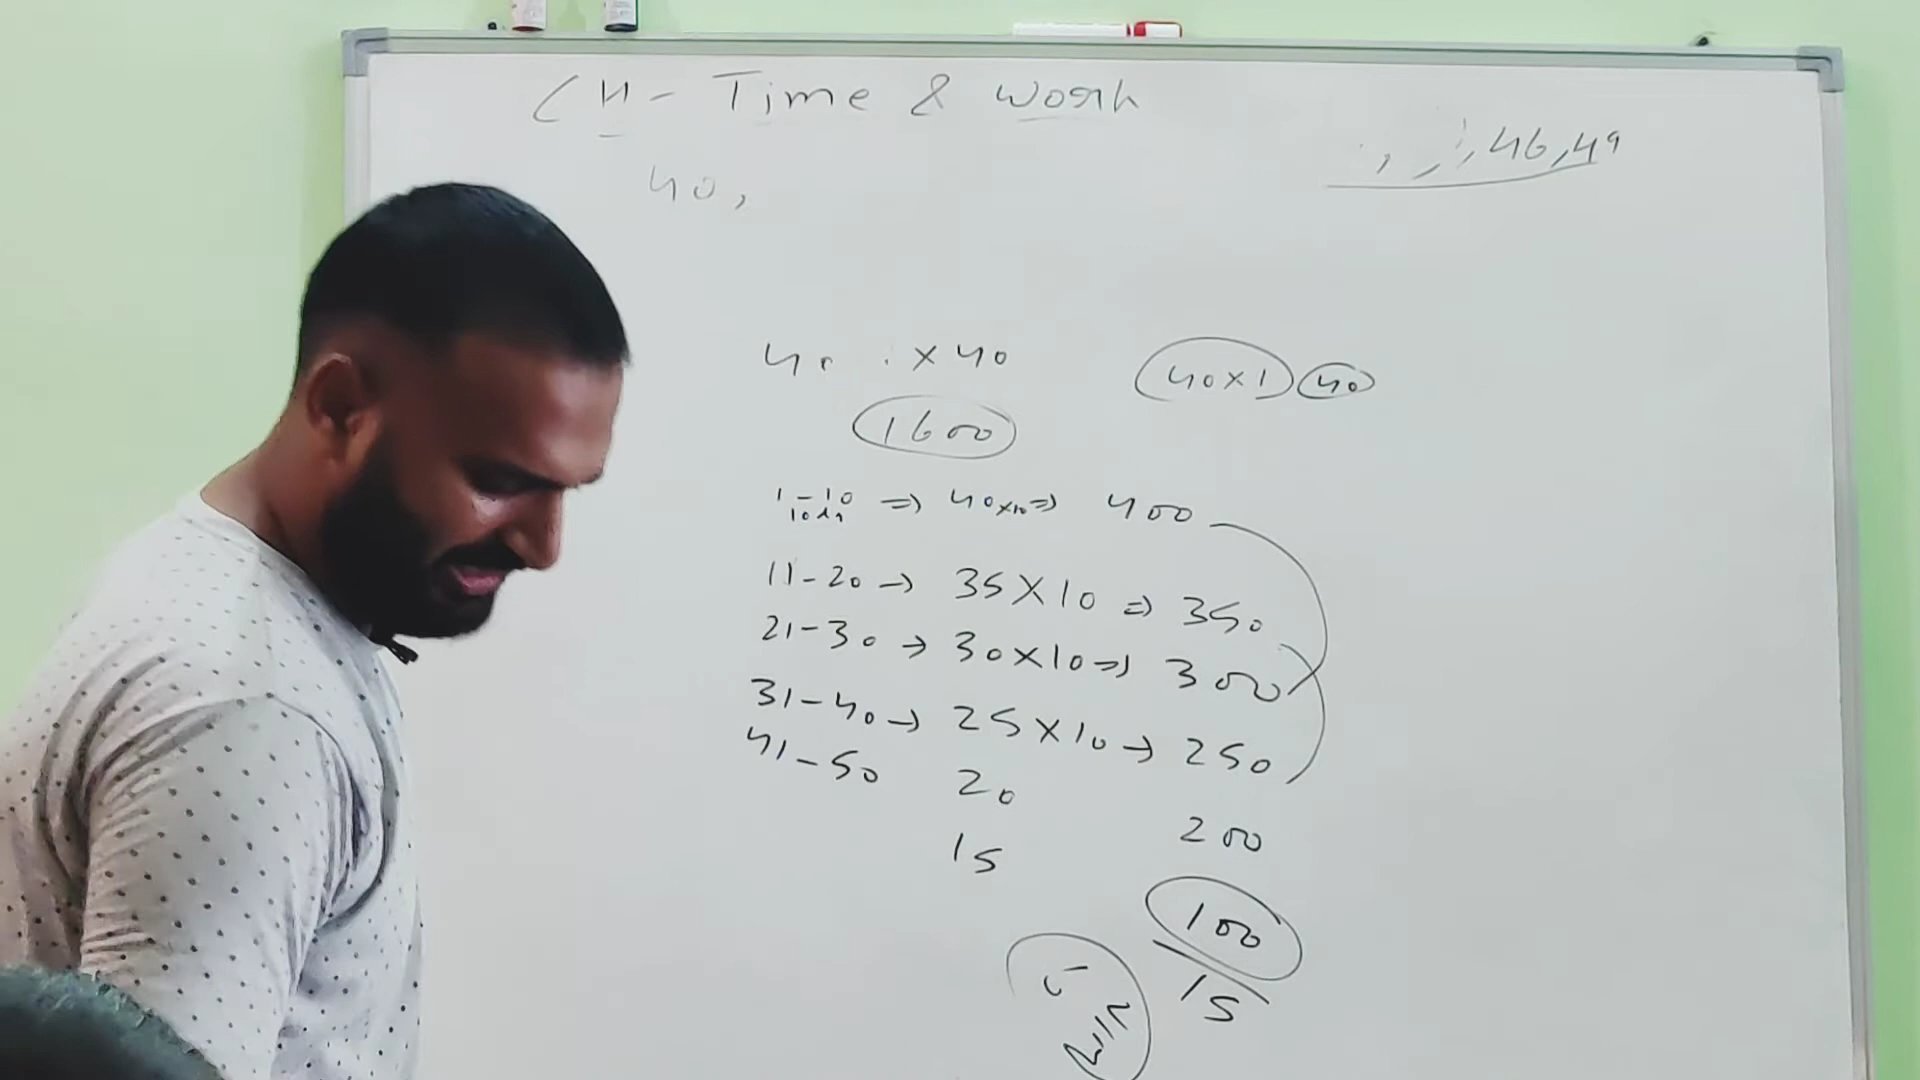 CH - Time & Work
46, 49
40,
× 40
40×1 40
1600
1-10 => 40×10 => 400
11-20 → 35×10 => 350
21-30 → 30×10 => 300
31-40 → 25×10 → 250
41-50 20
200
15
100
15